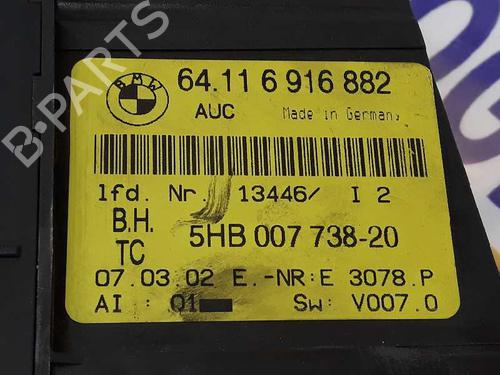 BMW
64.11 6 916 882
AUC Made in Germany
lfd. Nr. 13446/ I 2
B.H.
TC
5HB 007 738-20
07.03.02 E.-NR:E 3078.P
AI : 01 Sw: V007.0
B-PARTS